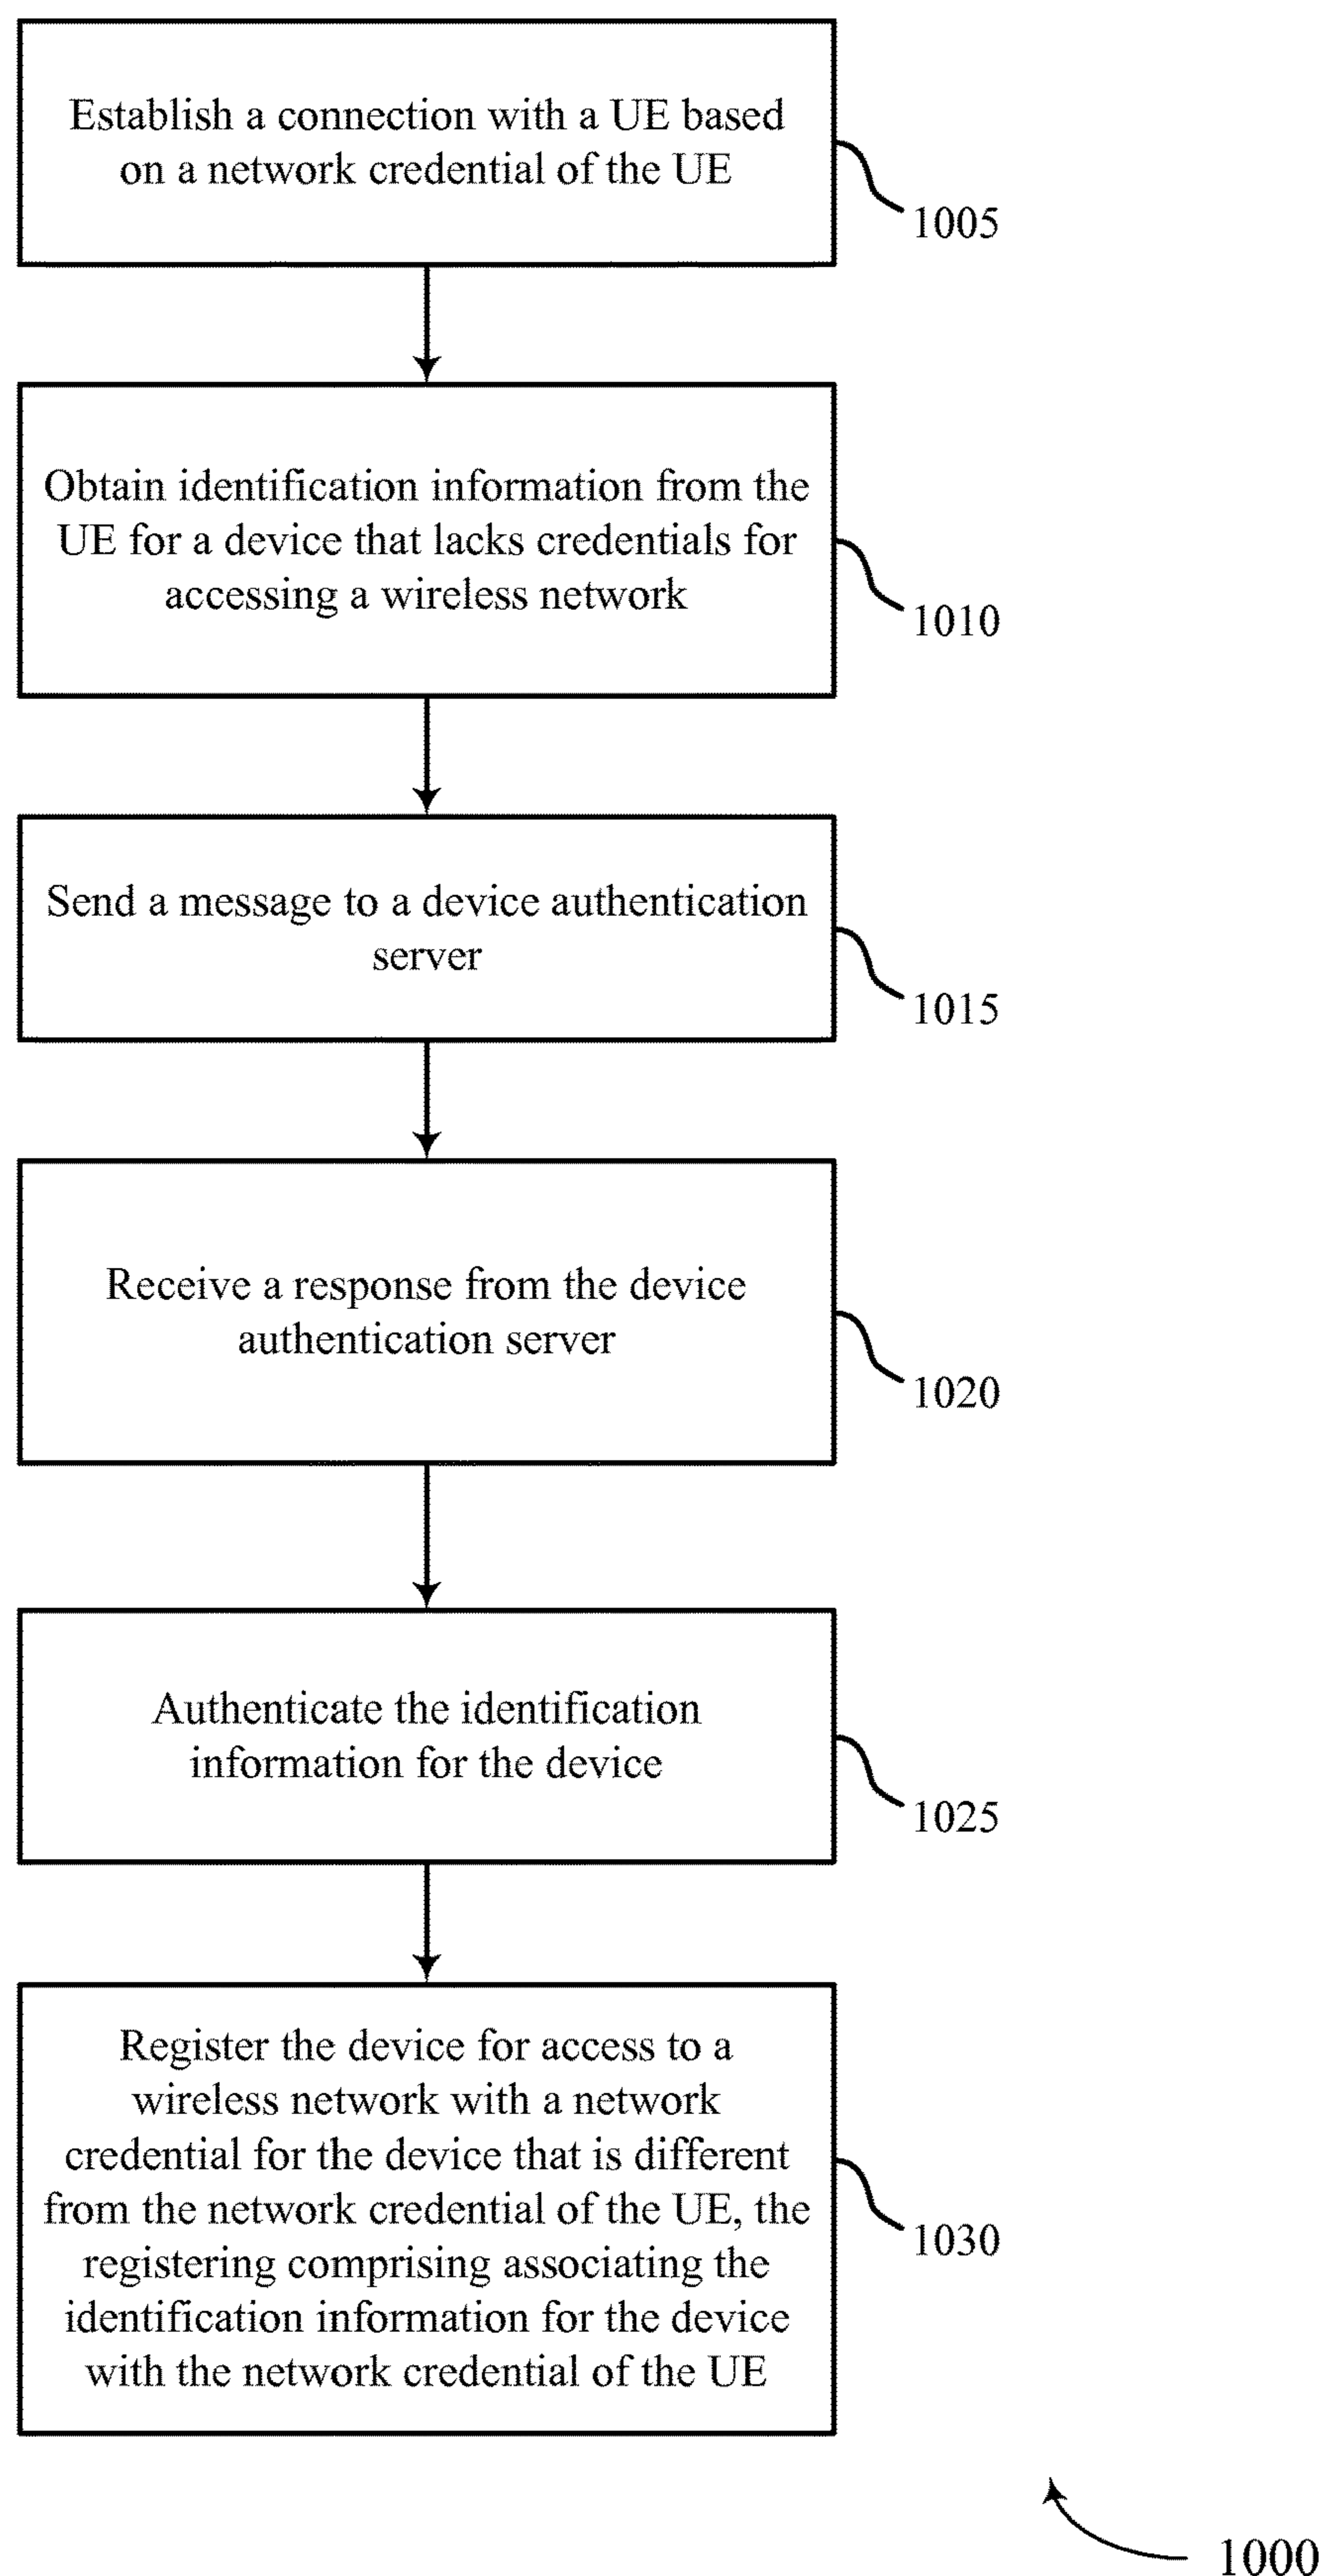 Establish a connection with a UE based
on a network credential of the UE
1005
Obtain identification information from the
UE for a device that lacks credentials for
accessing a wireless network
1010
Send a message to a device authentication
server
1015
Receive a response from the device
authentication server
1020
Authenticate the identification
information for the device
1025
Register the device for access to a
wireless network with a network
credential for the device that is different
from the network credential of the UE, the
registering comprising associating the
identification information for the device
with the network credential of the UE
1030
1000